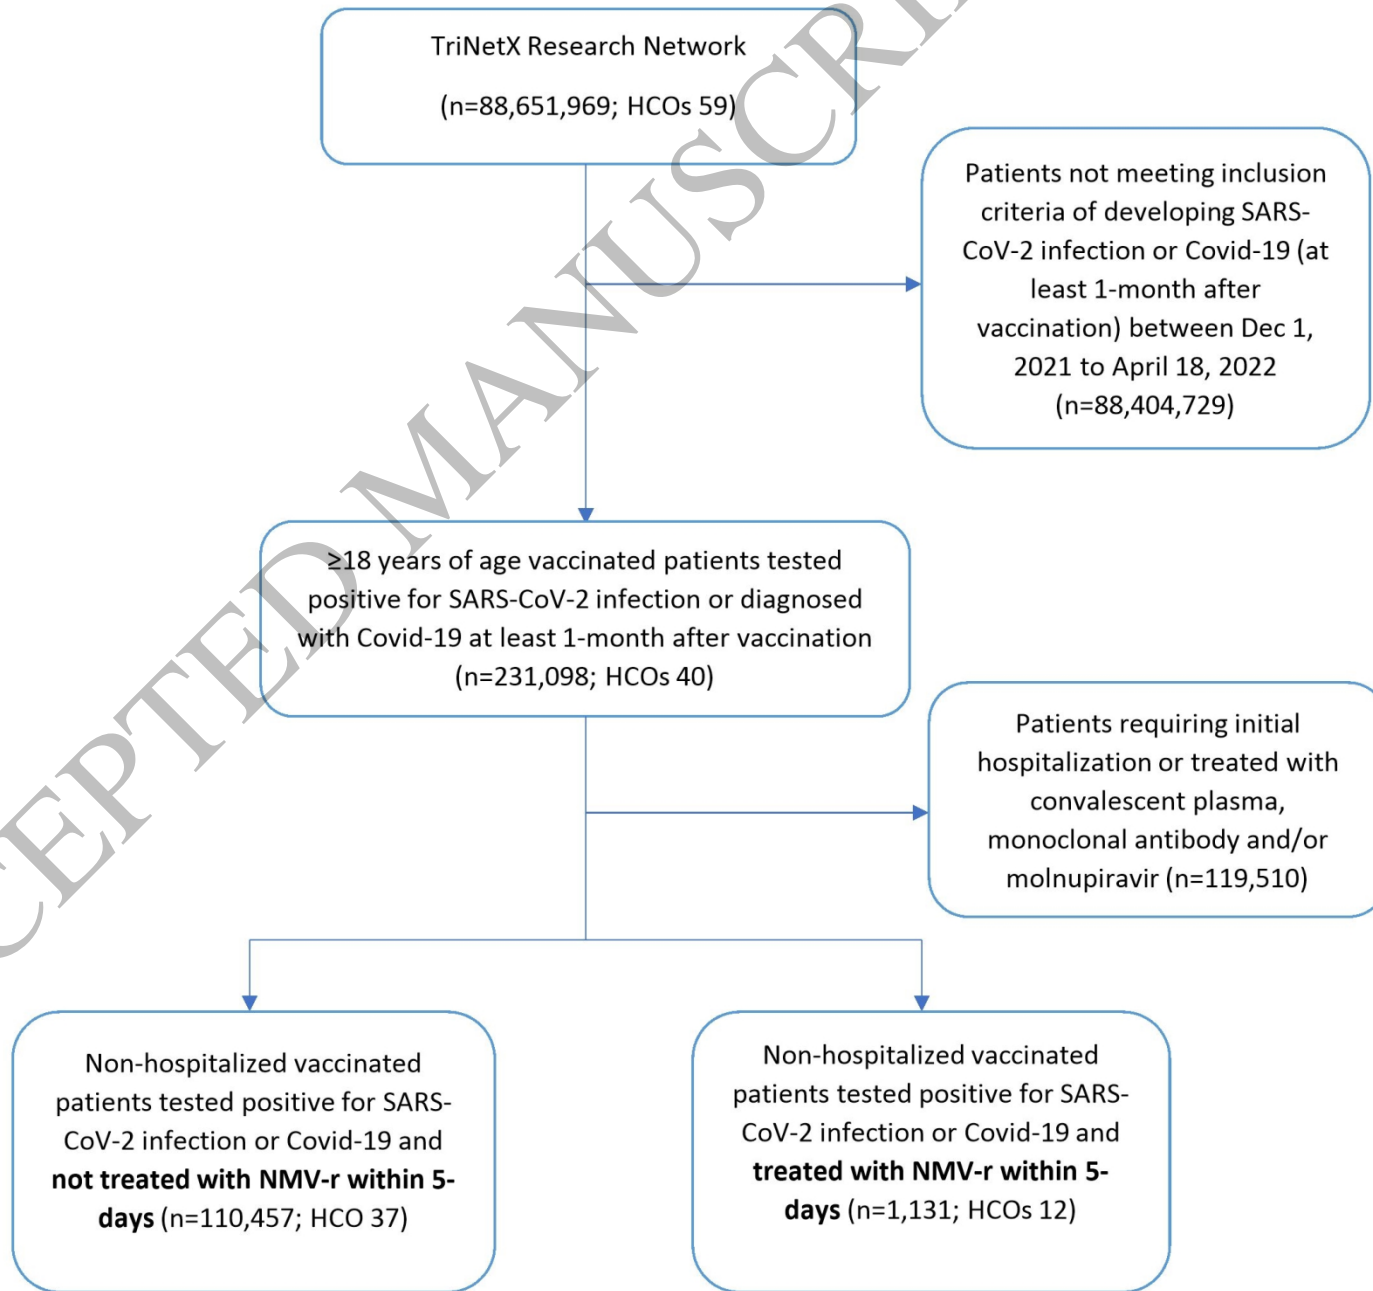 TriNetX Research Network
(n=88,651,969; HCOs 59)
Patients not meeting inclusion
criteria of developing SARS-
CoV-2 infection or Covid-19 (at
least 1-month after
vaccination) between Dec 1,
2021 to April 18, 2022
(n=88,404,729)
≥18 years of age vaccinated patients tested
positive for SARS-CoV-2 infection or diagnosed
with Covid-19 at least 1-month after vaccination
(n=231,098; HCOs 40)
Patients requiring initial
hospitalization or treated with
convalescent plasma,
monoclonal antibody and/or
molnupiravir (n=119,510)
Non-hospitalized vaccinated
patients tested positive for SARS-
CoV-2 infection or Covid-19 and
not treated with NMV-r within 5-
days (n=110,457; HCO 37)
Non-hospitalized vaccinated
patients tested positive for SARS-
CoV-2 infection or Covid-19 and
treated with NMV-r within 5-
days (n=1,131; HCOs 12)
CEPTED MANUSCRI